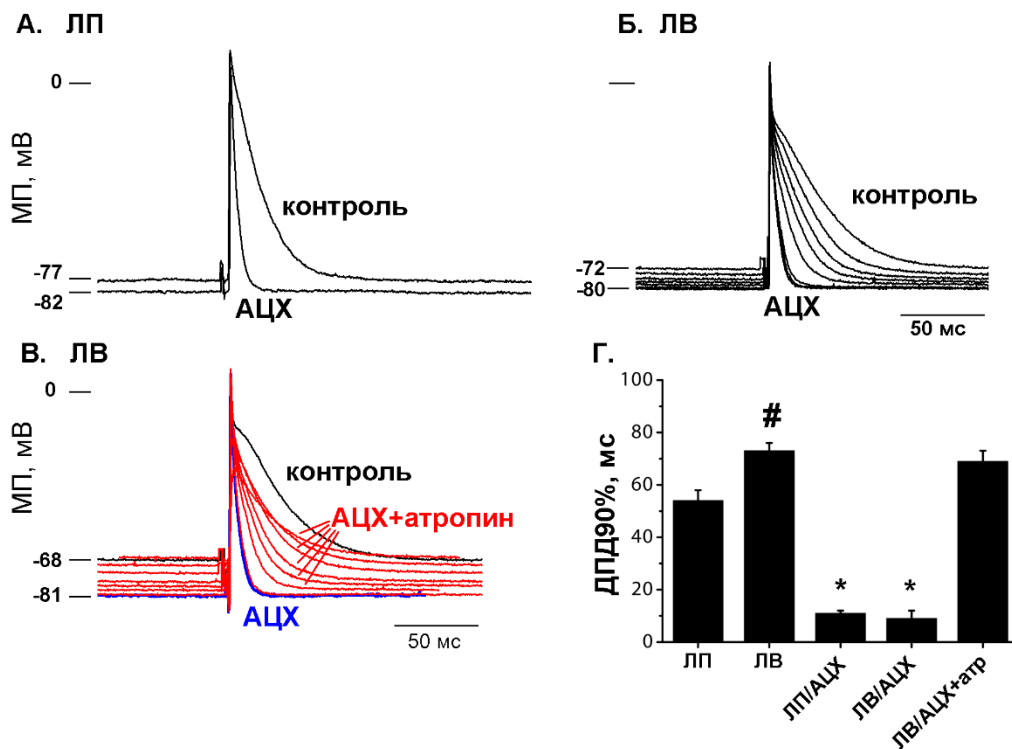 А. ЛП
0
МП, мВ
контроль
-77
-82
АЦХ
Б. ЛВ
контроль
-72
-80
АЦХ
50 мс
В. ЛВ
0
МП, мВ
контроль
АЦХ+атропин
-68
-81
АЦХ
50 мс
Г.
ДПД90%, мс
100
80
60
40
20
0
#
*
*
ЛП
ЛВ
ЛП/АЦХ
ЛВ/АЦХ
ЛВ/АЦХ+атр